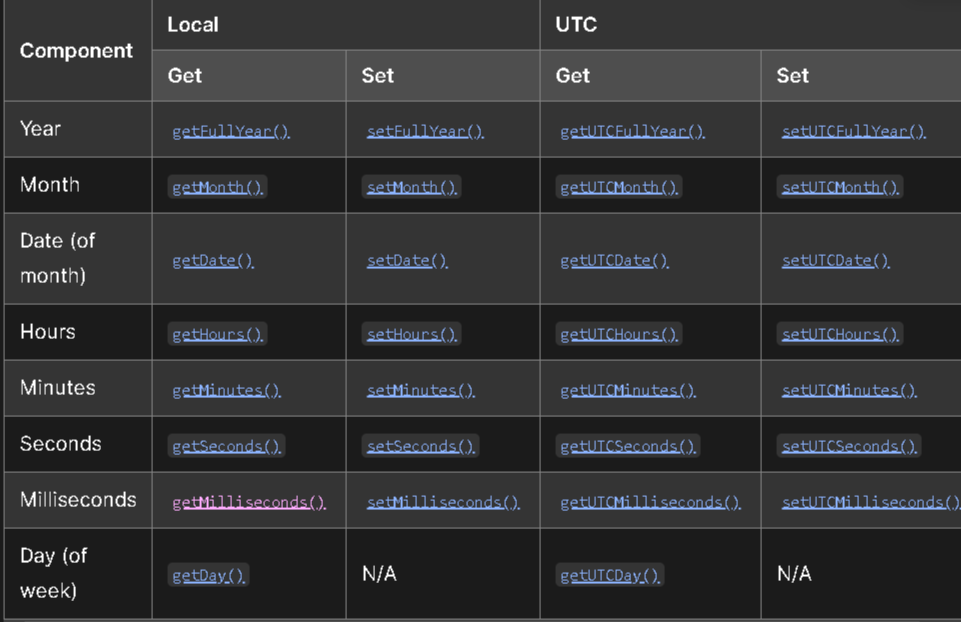 Component
Local
UTC
Get
Set
Get
Set
Year
getFullYear()
setFullYear()
getUTCFullYear()
setUTCFullYear()
Month
getMonth()
setMonth()
getUTCMonth()
setUTCMonth()
Date (of
month)
getDate()
setDate()
getUTCDate()
setUTCDate()
Hours
getHours()
setHours()
getUTCHours()
setUTCHours()
Minutes
getMinutes()
setMinutes()
getUTCMinutes()
setUTCMinutes()
Seconds
getSeconds()
setSeconds()
getUTCSeconds()
setUTCSeconds()
Milliseconds
getMilliseconds()
setMilliseconds()
getUTCMilliseconds()
setUTCMilliseconds()
Day (of
week)
getDay()
N/A
getUTCDay()
N/A